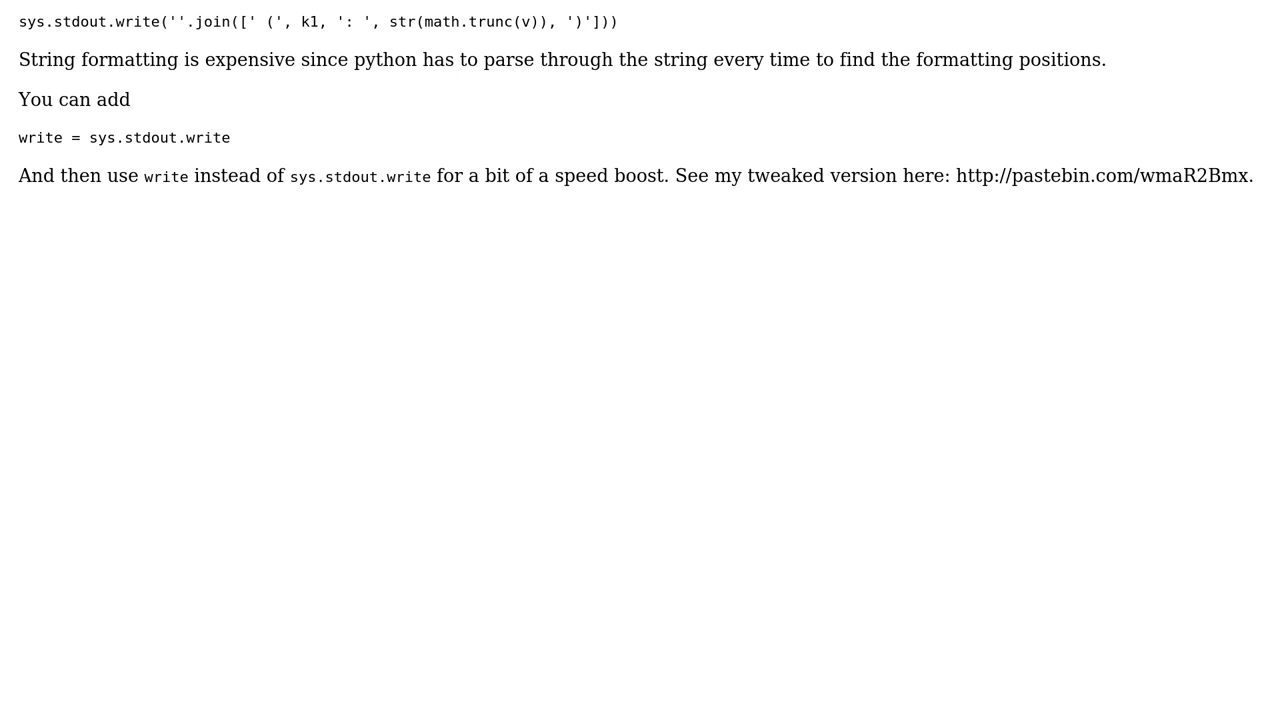 sys.stdout.write(''.join([' (', k1, ': ', str(math.trunc(v)), ')']))
String formatting is expensive since python has to parse through the string every time to find the formatting positions.
You can add
write = sys.stdout.write
And then use write instead of sys.stdout.write for a bit of a speed boost. See my tweaked version here: http://pastebin.com/wmaR2Bmx.